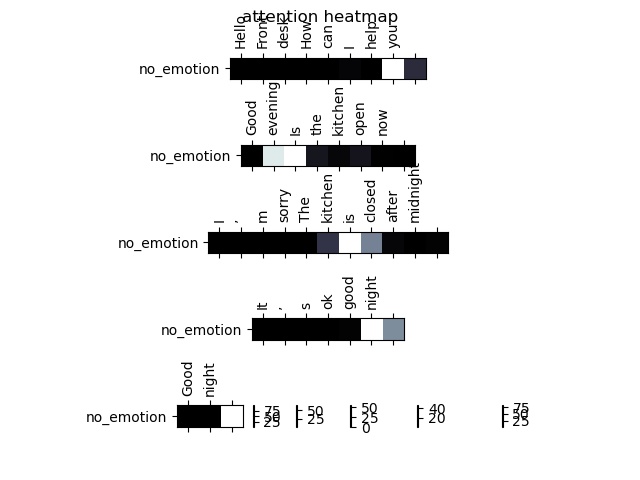 attention heatmap
Hello Front desk How can I help you
no_emotion
Good evening Is the kitchen open now
no_emotion
I ’ m sorry The kitchen is closed after midnight
no_emotion
It ’ s ok good night
no_emotion
Good night
no_emotion
75 50 25
50 25
50 25 0
40 20
75 50 25